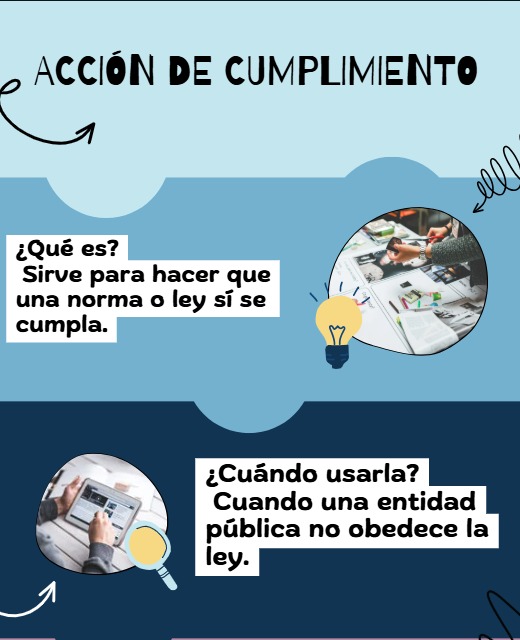 ACCIÓN DE CUMPLIMIENTO
¿Qué es?
Sirve para hacer que
una norma o ley sí se
cumpla.
¿Cuándo usarla?
Cuando una entidad
pública no obedece la
ley.